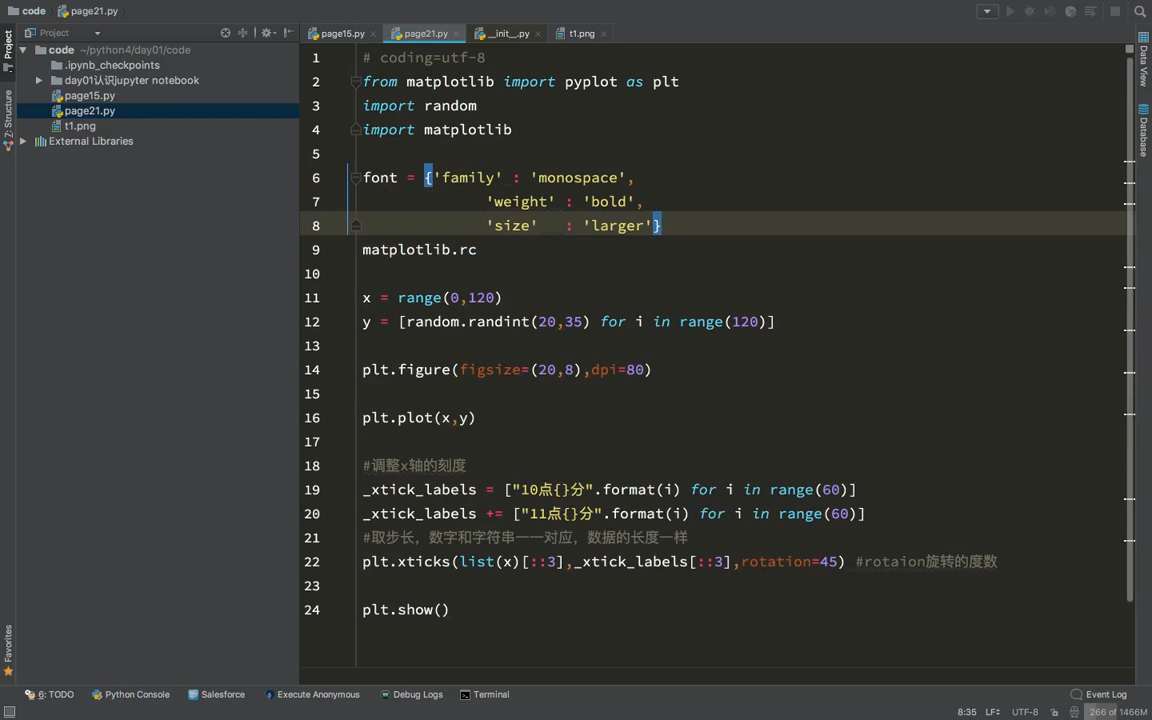 code
page21.py
Project
code ~/python4/day01/code
.ipynb_checkpoints
day01认识jupyter notebook
page15.py
page21.py
t1.png
External Libraries
Project
Z: Structure
Favorites
page15.py
page21.py
__init__.py
t1.png
Data View
Database
1 # coding=utf-8
2 from matplotlib import pyplot as plt
3 import random
4 import matplotlib
5
6 font = {'family' : 'monospace',
7 'weight' : 'bold',
8 'size' : 'larger'}
9 matplotlib.rc
10
11 x = range(0,120)
12 y = [random.randint(20,35) for i in range(120)]
13
14 plt.figure(figsize=(20,8),dpi=80)
15
16 plt.plot(x,y)
17
18 #调整x轴的刻度
19 _xtick_labels = ["10点{}分".format(i) for i in range(60)]
20 _xtick_labels += ["11点{}分".format(i) for i in range(60)]
21 #取步长，数字和字符串一一对应，数据的长度一样
22 plt.xticks(list(x)[::3],_xtick_labels[::3],rotation=45) #rotaion旋转的度数
23
24 plt.show()
6: TODO
Python Console
Salesforce
Execute Anonymous
Debug Logs
Terminal
Event Log
8:35
LF
UTF-8
266 of 1466M